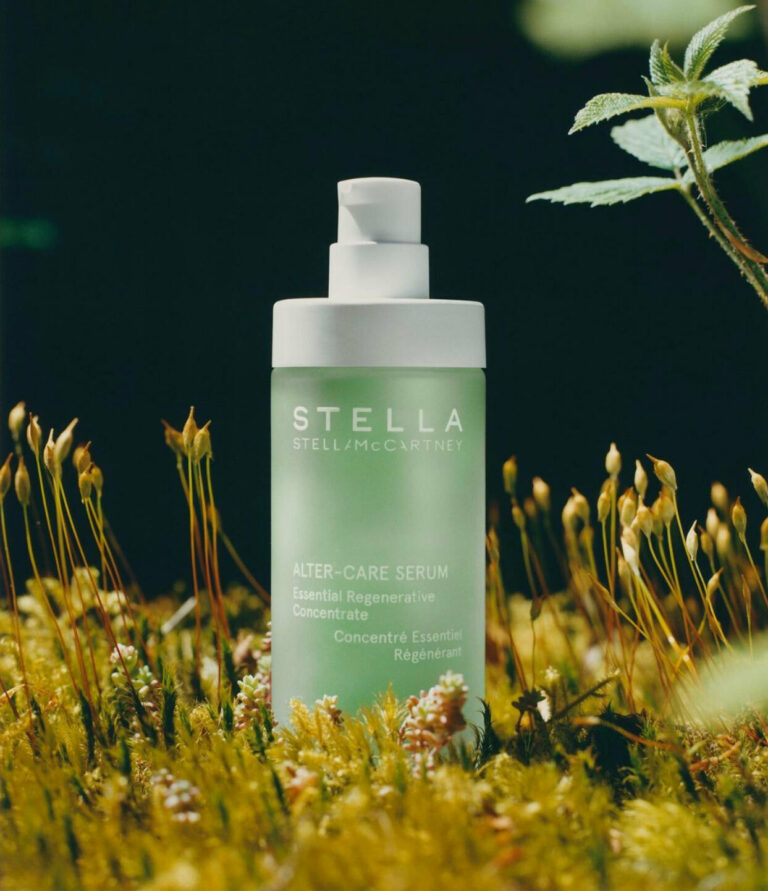 STELLA
STELLA McCARTNEY
ALTER-CARE SERUM
Essential Regenerative
Concentrate
Concentré Essentiel
Régénérant